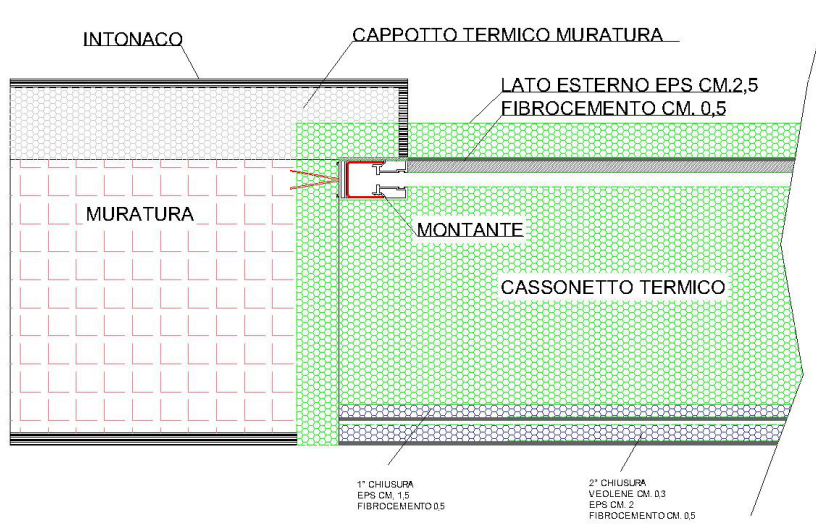 INTONACO
CAPPOTTO TERMICO MURATURA
LATO ESTERNO EPS CM.2,5
FIBROCEMENTO CM. 0,5
MURATURA
MONTANTE
CASSONETTO TERMICO
1" CHIUSURA
EPS CM, 1,5
FIBROCEMENTO 0,5
2" CHIUSURA
VEOLENE CM. 0,3
EPS CM. 2
FIBROCEMENTO CM. 0,5